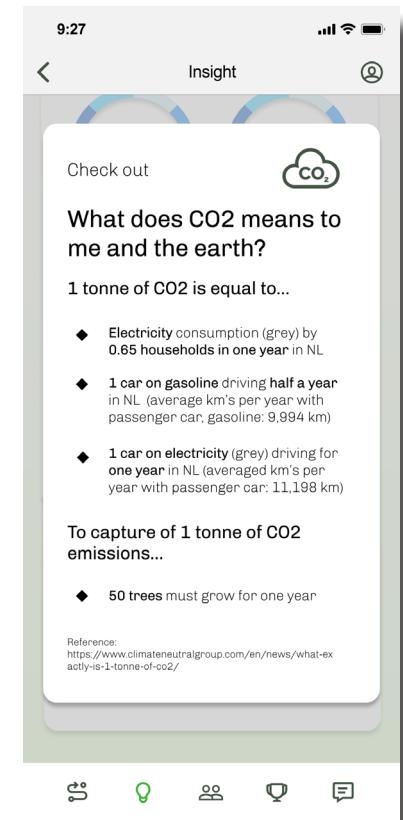 9:27
Insight
Check out
CO2
What does CO2 means to
me and the earth?
1 tonne of CO2 is equal to...
◆ Electricity consumption (grey) by
0.65 households in one year in NL
◆ 1 car on gasoline driving half a year
in NL (average km's per year with
passenger car, gasoline: 9,994 km)
◆ 1 car on electricity (grey) driving for
one year in NL (averaged km's per
year with passenger car: 11,198 km)
To capture of 1 tonne of CO2
emissions...
◆ 50 trees must grow for one year
Reference:
https://www.climateneutralgroup.com/en/news/what-ex
actly-is-1-tonne-of-co2/